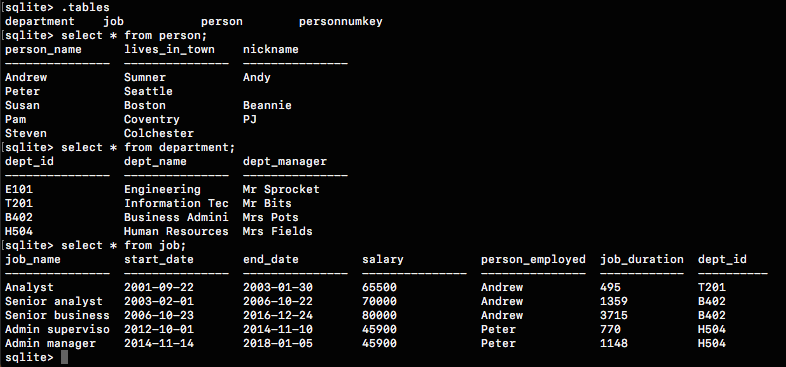 [sqlite> .tables
department    job           person        personnumkey
[sqlite> select * from person;
person_name      lives_in_town    nickname
---------------  ---------------  ---------------
Andrew           Sumner           Andy
Peter            Seattle
Susan            Boston           Beannie
Pam              Coventry         PJ
Steven           Colchester
[sqlite> select * from department;
dept_id          dept_name        dept_manager
---------------  ---------------  ---------------
E101             Engineering      Mr Sprocket
T201             Information Tec  Mr Bits
B402             Business Admini  Mrs Pots
H504             Human Resources  Mrs Fields
[sqlite> select * from job;
job_name         start_date       end_date         salary           person_employed  job_duration  dept_id
---------------  ---------------  ---------------  ---------------  ---------------  ------------  ----------
Analyst          2001-09-22       2003-01-30       65500            Andrew           495           T201
Senior analyst   2003-02-01       2006-10-22       70000            Andrew           1359          B402
Senior business  2006-10-23       2016-12-24       80000            Andrew           3715          B402
Admin superviso  2012-10-01       2014-11-10       45900            Peter            770           H504
Admin manager    2014-11-14       2018-01-05       45900            Peter            1148          H504
sqlite>